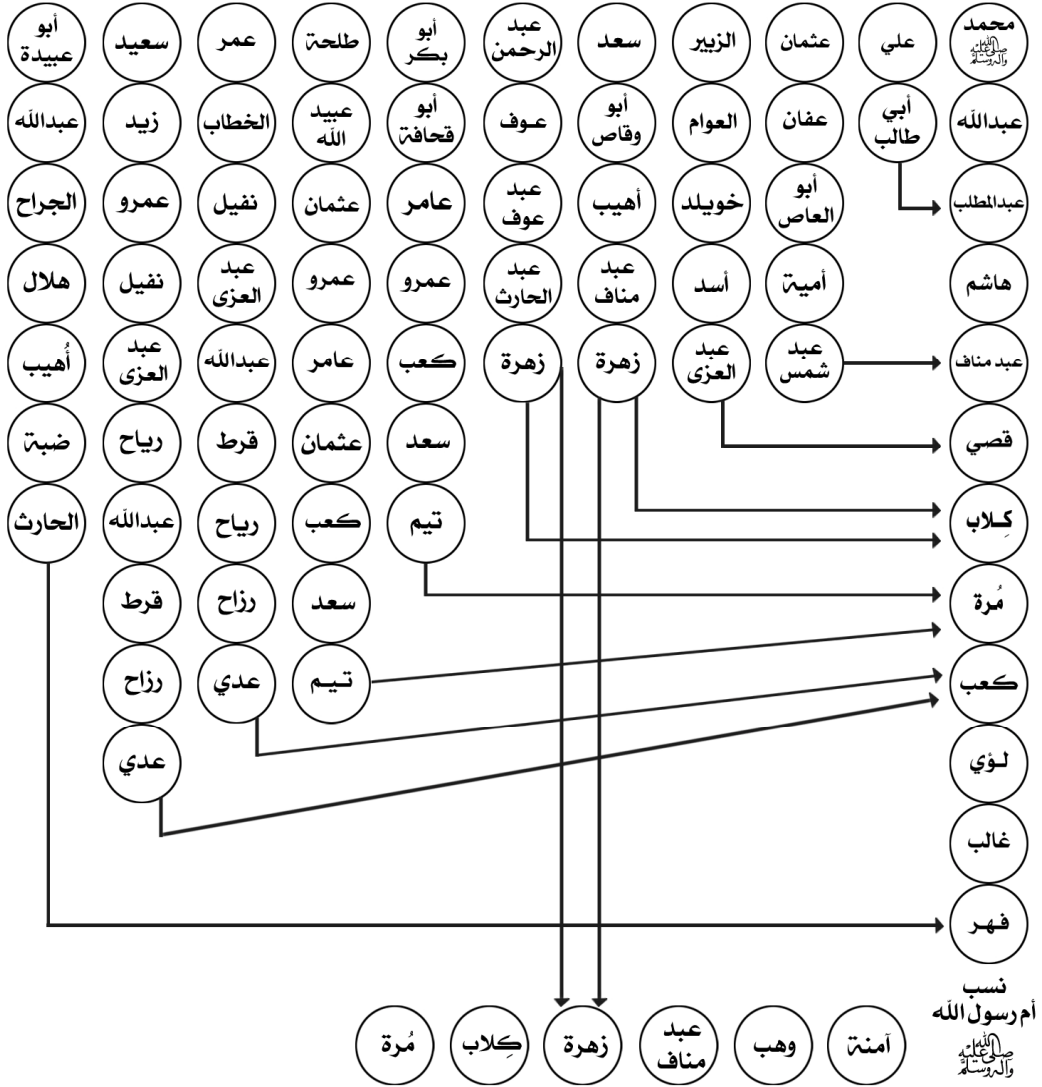 محمد
صلى الله عليه وآله وسلم
عبدالله
عبدالمطلب
هاشم
عبد مناف
قصي
كِلاب
مُرة
كعب
لؤي
غالب
فهر
علي
أبي
طالب
عثمان
عفان
أبو
العاص
أمية
عبد
شمس
الزبير
العوام
خويلد
أسد
عبد
العزى
سعد
أبو
وقاص
أهيب
عبد
مناف
زهرة
عبد
الرحمن
عوف
عبد
عوف
عبد
الحارث
زهرة
أبو
بكر
أبو
قحافة
عامر
عمرو
كعب
سعد
تيم
طلحة
عبيد
الله
عثمان
عمرو
عامر
عثمان
كعب
سعد
تيم
عمر
الخطاب
نفيل
عبد
العزى
عبدالله
قرط
رياح
رزاح
عدي
سعيد
زيد
عمرو
نفيل
عبد
العزى
رياح
عبدالله
قرط
رزاح
عدي
أبو
عبيدة
عبدالله
الجراح
هلال
أُهيب
ضبة
الحارث
نسب
أم رسول الله
صلى الله عليه وآله وسلم
آمنة
وهب
عبد
مناف
زهرة
كِلاب
مُرة